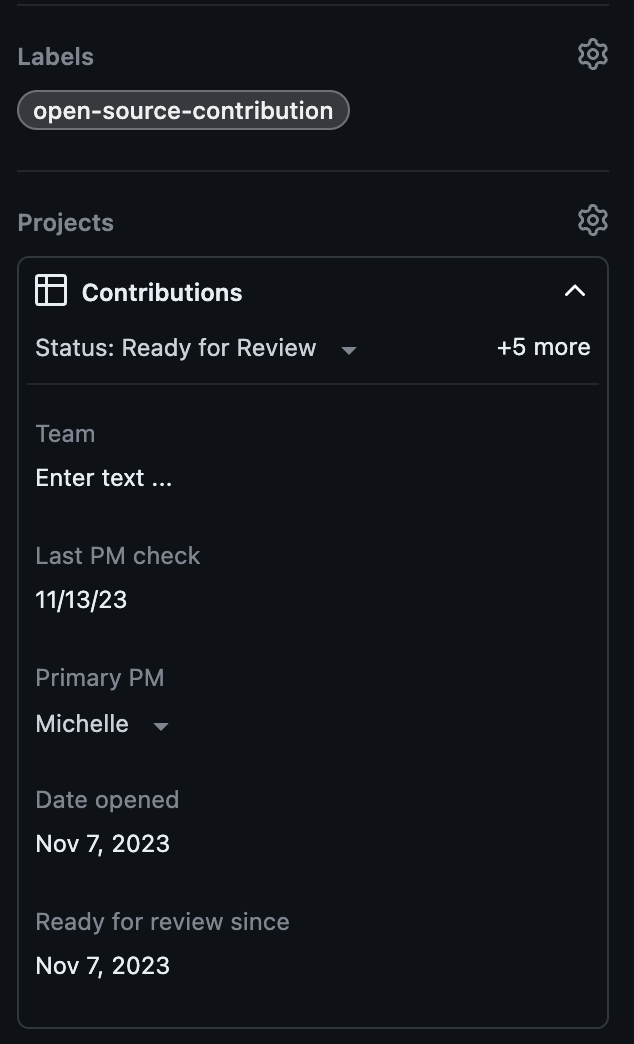 Labels
open-source-contribution
Projects
Contributions
Status: Ready for Review
+5 more
Team
Enter text ...
Last PM check
11/13/23
Primary PM
Michelle
Date opened
Nov 7, 2023
Ready for review since
Nov 7, 2023